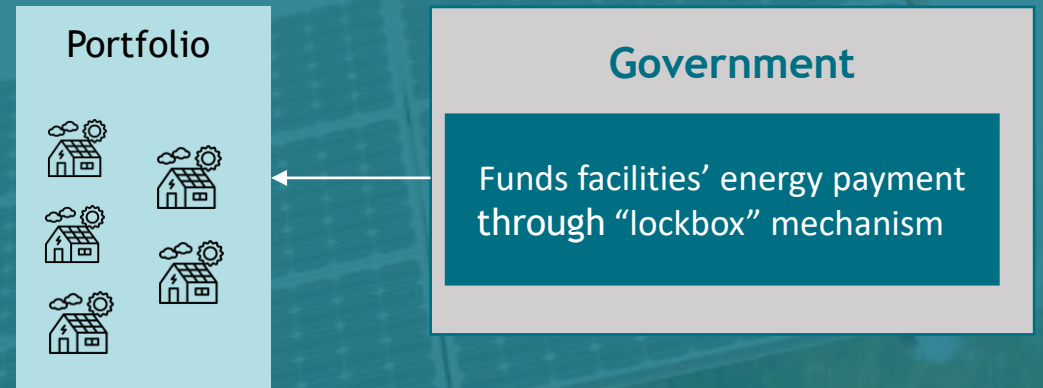 Portfolio
Government
Funds facilities’ energy payment
through “lockbox” mechanism